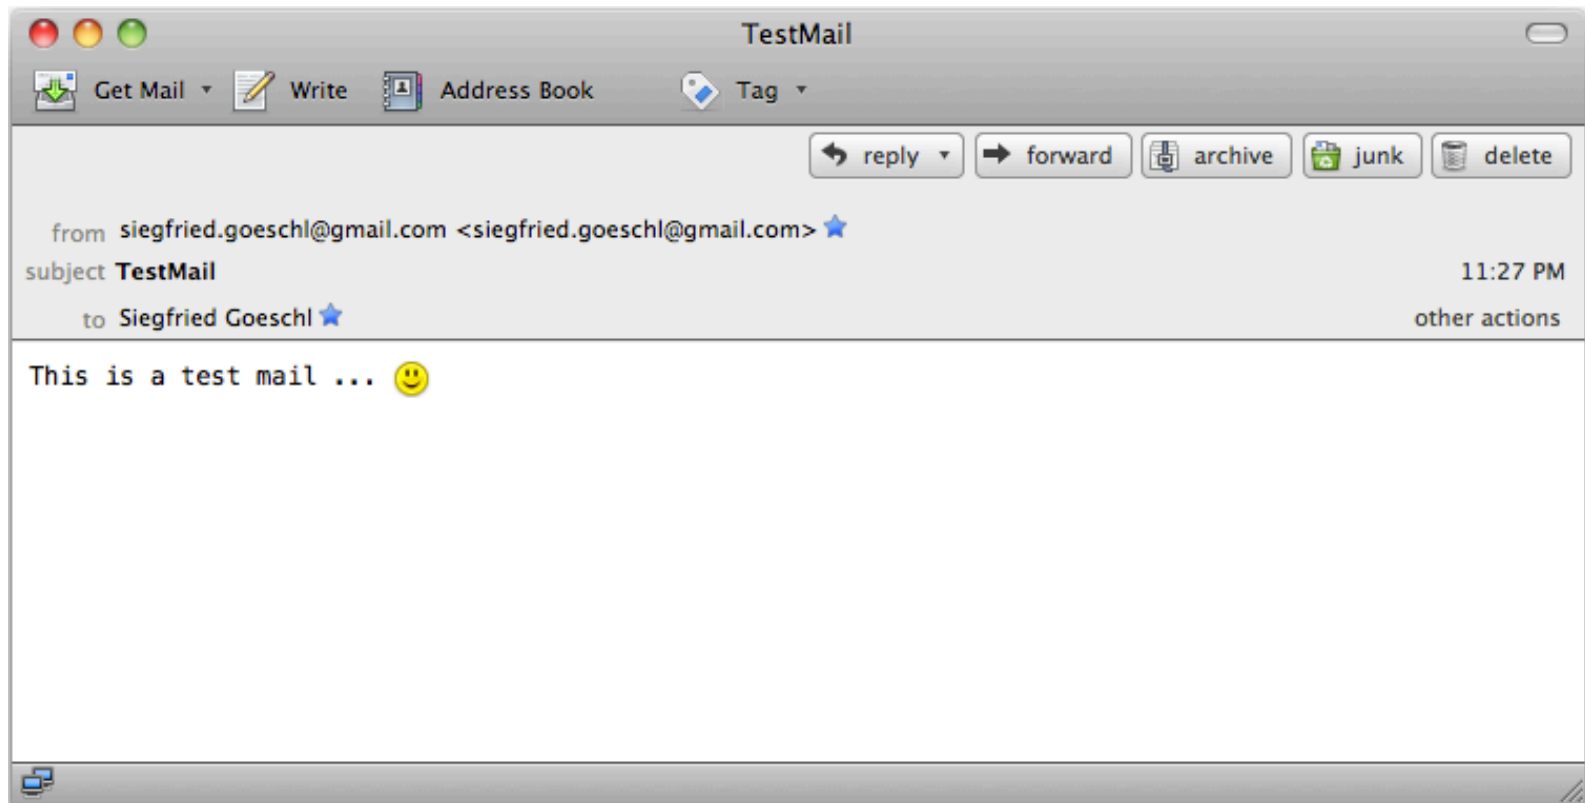 TestMail
Get Mail Write Address Book Tag
reply forward archive junk delete
from siegfried.goeschl@gmail.com <siegfried.goeschl@gmail.com>
subject TestMail 11:27 PM
to Siegfried Goeschl other actions
This is a test mail ...